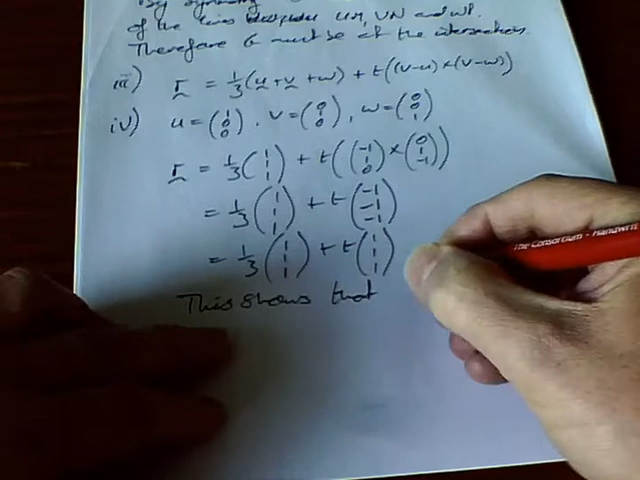 By
of the lines UM, VN and WP.
Therefore G must be at the intersection.
iii) r = 1/3(u + v + w) + t((v-u)×(v-w))
iv) u = (1 0 0), v = (0 1 0), w = (0 0 1)
r = 1/3(1 1 1) + t((-1 1 0)×(0 1 -1))
= 1/3(1 1 1) + t(-1 -1 -1)
= 1/3(1 1 1) + t(1 1 1)
This shows that
The Consortium - Handwrit